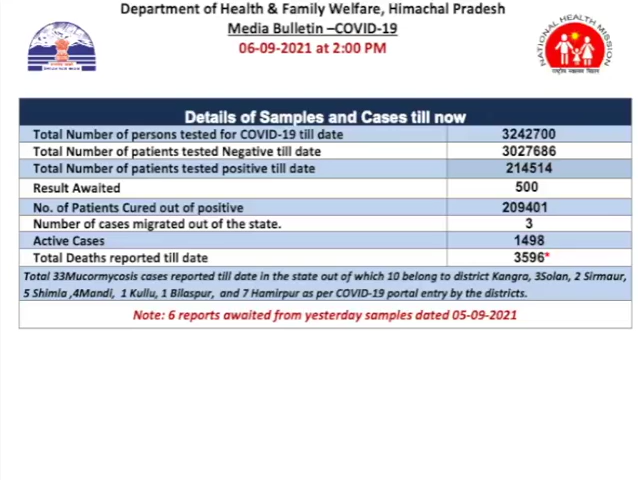 Department of Health & Family Welfare, Himachal Pradesh
Media Bulletin –COVID-19
06-09-2021 at 2:00 PM
NATIONAL HEALTH MISSION
राष्ट्रीय स्वास्थ्य मिशन
Details of Samples and Cases till now
Total Number of persons tested for COVID-19 till date 3242700
Total Number of patients tested Negative till date 3027686
Total Number of patients tested positive till date 214514
Result Awaited 500
No. of Patients Cured out of positive 209401
Number of cases migrated out of the state. 3
Active Cases 1498
Total Deaths reported till date 3596*
Total 33Mucormycosis cases reported till date in the state out of which 10 belong to district Kangra, 3Solan, 2 Sirmaur,
5 Shimla ,4Mandi, 1 Kullu, 1 Bilaspur, and 7 Hamirpur as per COVID-19 portal entry by the districts.
Note: 6 reports awaited from yesterday samples dated 05-09-2021